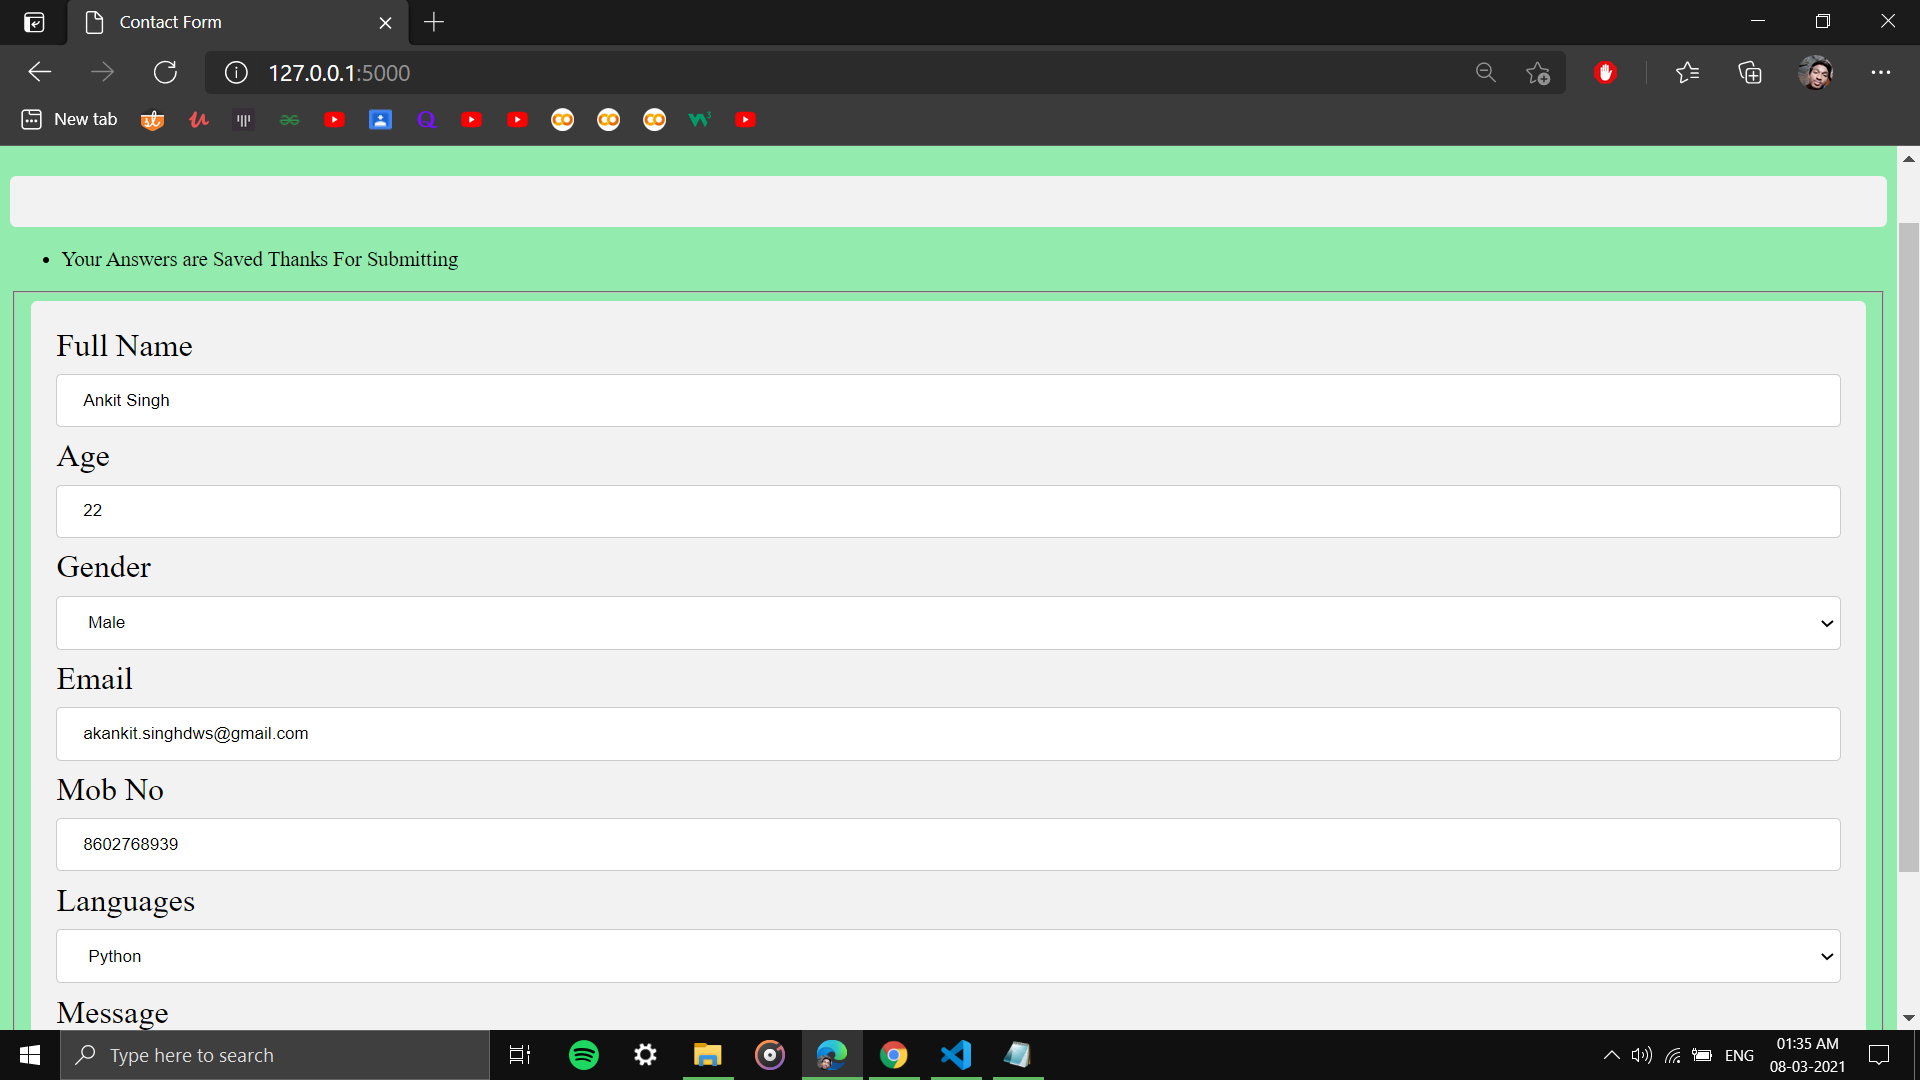 Contact Form
127.0.0.1:5000
New tab
Your Answers are Saved Thanks For Submitting
Full Name
Ankit Singh
Age
22
Gender
Male
Email
akankit.singhdws@gmail.com
Mob No
8602768939
Languages
Python
Message
Type here to search
ENG
01:35 AM
08-03-2021